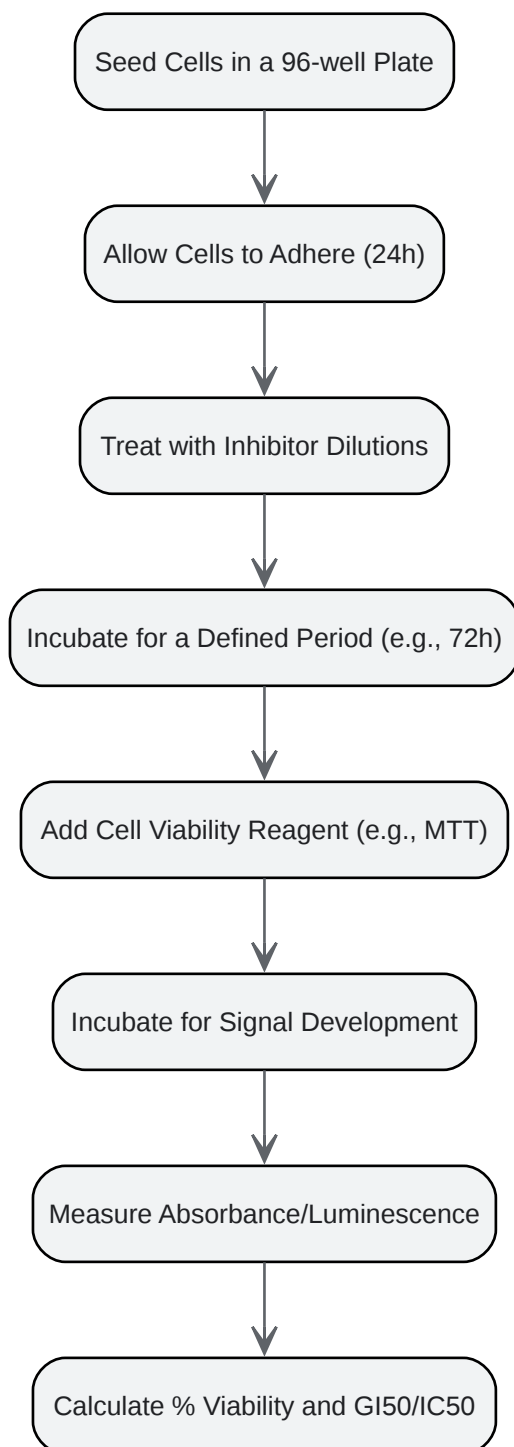 Seed Cells in a 96-well Plate
Allow Cells to Adhere (24h)
Treat with Inhibitor Dilutions
Incubate for a Defined Period (e.g., 72h)
Add Cell Viability Reagent (e.g., MTT)
Incubate for Signal Development
Measure Absorbance/Luminescence
Calculate % Viability and GI50/IC50